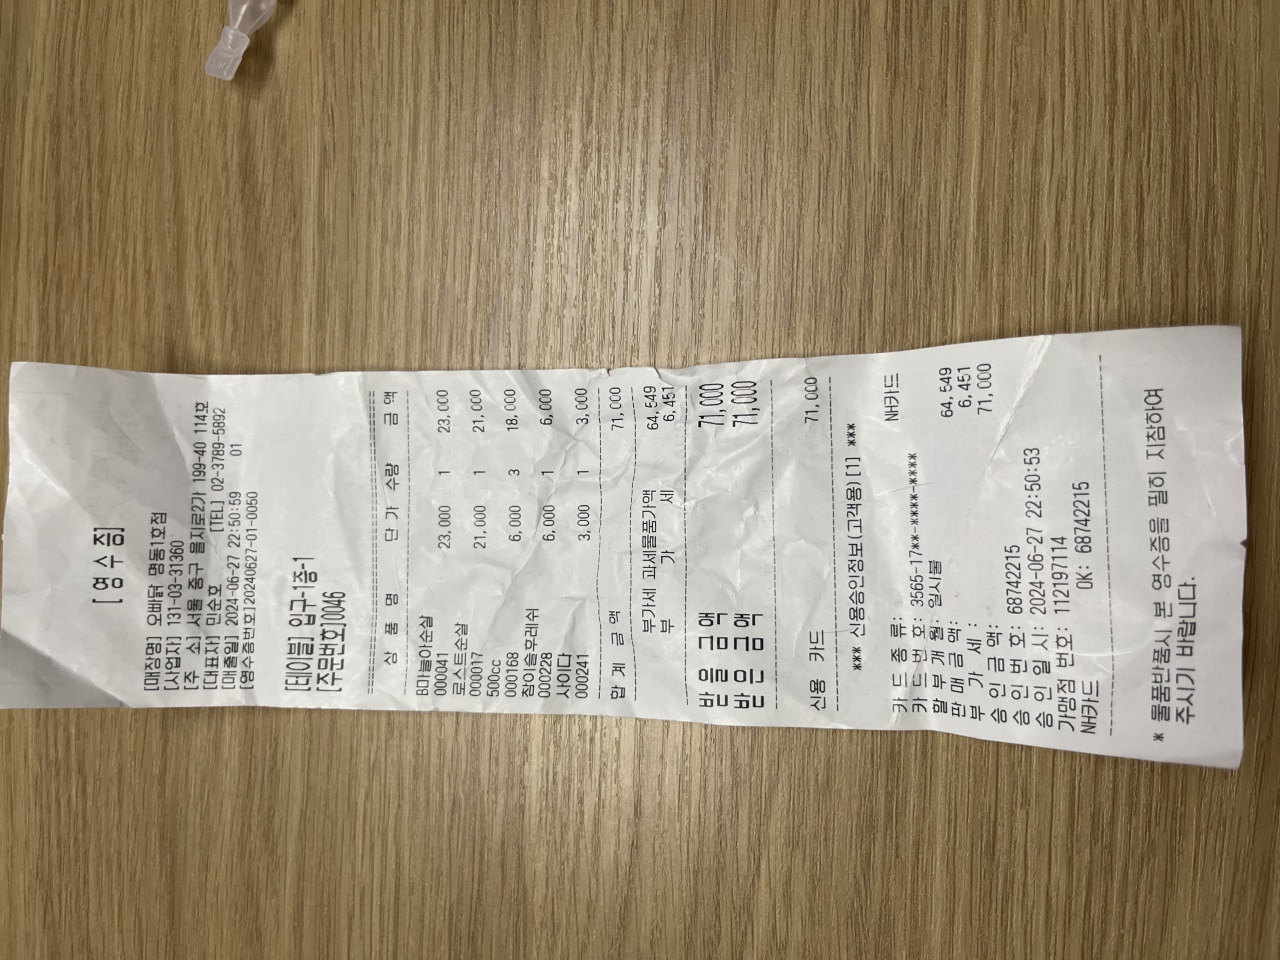 [영 수 증]
[매장명] 오빠닭 명동1호점
[사업자] 131-03-31360
[주 소] 서울 중구 을지로2가 199-40 114호
[대표자] 민순호 [TEL] 02-3789-5892
[매출일] 2024-06-27 22:50:59 01
[영수증번호]20240627-01-0050
[테이블] 입구-1층-1
[주문번호]0046
상 품 명 단 가 수량 금 액
B마늘아순살
000041 23,000 1 23,000
로스트순살
000017 21,000 1 21,000
500cc
000168 6,000 3 18,000
참이슬후레쉬
000228 6,000 1 6,000
사이다
000241 3,000 1 3,000
합 계 금 액 71,000
부가세 과세물품가액 64,549
부 가 세 6,451
받을금액 71,000
받은금액 71,000
신용 카드 71,000
*** 신용승인정보(고객용) [1] ***
카 드 종 류: NH카드
카 드 번 호: 3565-17**-****-****
할 부 개 월: 일시불
판 매 금 액: 64,549
부 가 세 : 6,451
승 인 금 액: 71,000
승 인 번 호: 68742215
승 인 일 시: 2024-06-27 22:50:53
가맹점 번호: 112197114
NH카드 OK: 68742215
* 물품반품시 본 영수증을 필히 지참하여
주시기 바랍니다.